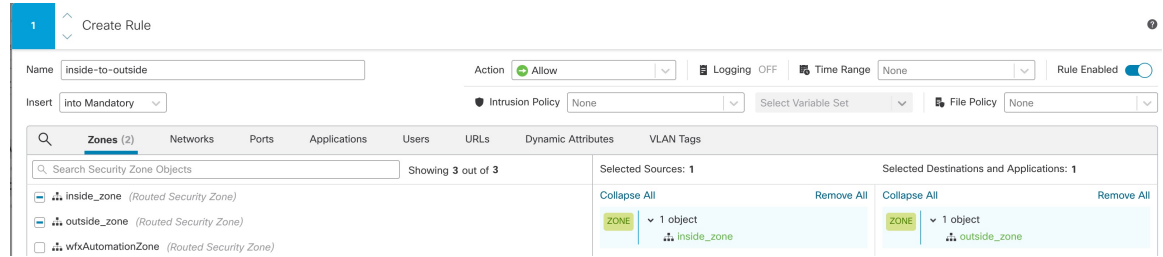 1 Create Rule
Name inside-to-outside Action Allow Logging OFF Time Range None Rule Enabled
Insert into Mandatory Intrusion Policy None Select Variable Set File Policy None
Zones (2) Networks Ports Applications Users URLs Dynamic Attributes VLAN Tags
Search Security Zone Objects Showing 3 out of 3 Selected Sources: 1 Selected Destinations and Applications: 1
inside_zone (Routed Security Zone) Collapse All Remove All Collapse All Remove All
outside_zone (Routed Security Zone) ZONE 1 object ZONE 1 object
inside_zone outside_zone
wfxAutomationZone (Routed Security Zone)